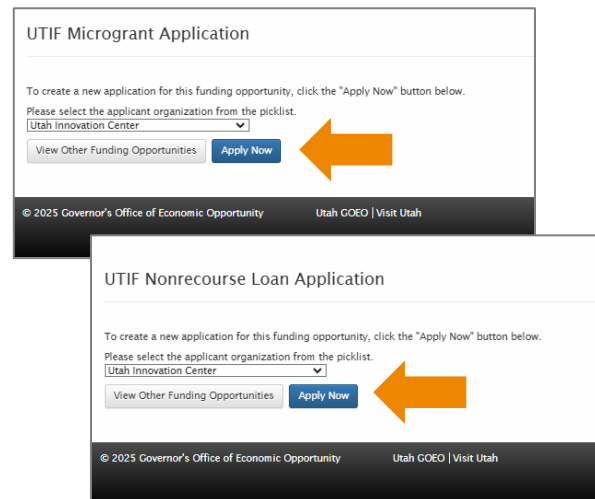 UTIF Microgrant Application
To create a new application for this funding opportunity, click the "Apply Now" button below.
Please select the applicant organization from the picklist.
Utah Innovation Center
View Other Funding Opportunities Apply Now
© 2025 Governor's Office of Economic Opportunity Utah GOEO | Visit Utah
UTIF Nonrecourse Loan Application
To create a new application for this funding opportunity, click the "Apply Now" button below.
Please select the applicant organization from the picklist.
Utah Innovation Center
View Other Funding Opportunities Apply Now
© 2025 Governor's Office of Economic Opportunity Utah GOEO | Visit Utah